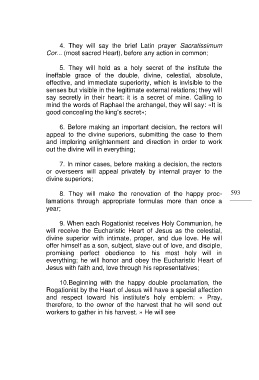 4. They will say the brief Latin prayer Sacratissimum
Cor... (most sacred Heart), before any action in common;
5. They will hold as a holy secret of the institute the
ineffable grace of the double, divine, celestial, absolute,
effective, and immediate superiority, which is invisible to the
senses but visible in the legitimate external relations; they will
say secretly in their heart: it is a secret of mine. Calling to
mind the words of Raphael the archangel, they will say: «It is
good concealing the king's secret»;
6. Before making an important decision, the rectors will
appeal to the divine superiors, submitting the case to them
and imploring enlightenment and direction in order to work
out the divine will in everything;
7. In minor cases, before making a decision, the rectors
or overseers will appeal privately by internal prayer to the
divine superiors;
8. They will make the renovation of the happy proc-
lamations through appropriate formulas more than once a
year;
593
9. When each Rogationist receives Holy Communion, he
will receive the Eucharistic Heart of Jesus as the celestial,
divine superior with intimate, proper, and due love. He will
offer himself as a son, subject, slave out of love, and disciple,
promising perfect obedience to his most holy will in
everything; he will honor and obey the Eucharistic Heart of
Jesus with faith and, love through his representatives;
10.Beginning with the happy double proclamation, the
Rogationist by the Heart of Jesus will have a special affection
and respect toward his institute's holy emblem: « Pray,
therefore, to the owner of the harvest that he will send out
workers to gather in his harvest. » He will see